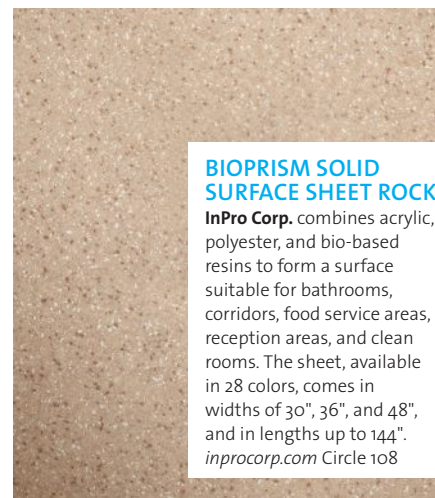 BIOPRISM SOLID
SURFACE SHEET ROCK
InPro Corp. combines acrylic,
polyester, and bio-based
resins to form a surface
suitable for bathrooms,
corridors, food service areas,
reception areas, and clean
rooms. The sheet, available
in 28 colors, comes in
widths of 30", 36", and 48",
and in lengths up to 144".
inprocorp.com Circle 108